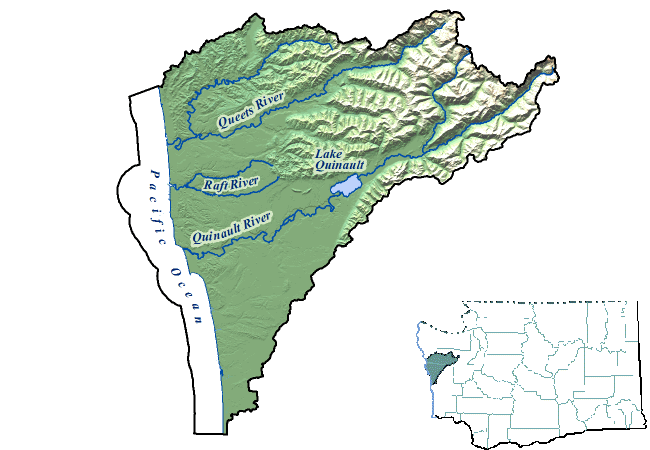 Queets River
Lake
Quinault
Raft River
Quinault River
Pacific Ocean